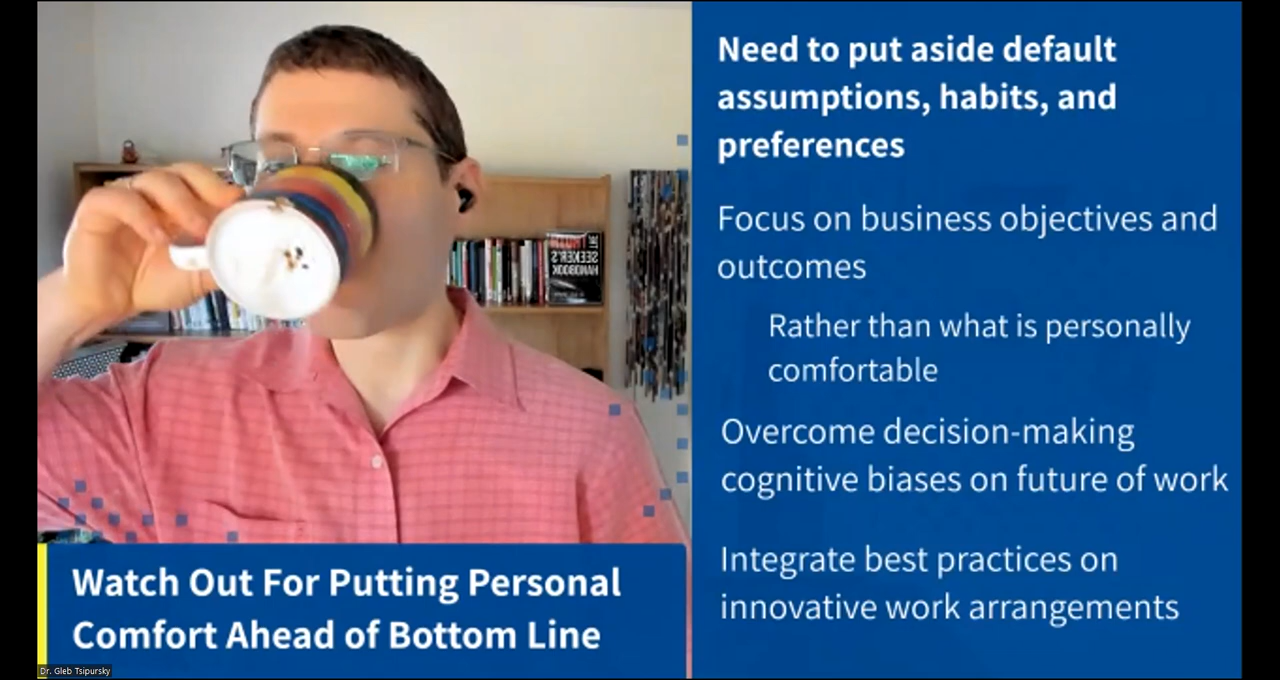 Need to put aside default
assumptions, habits, and
preferences
Focus on business objectives and
outcomes
Rather than what is personally
comfortable
Overcome decision-making
cognitive biases on future of work
Integrate best practices on
innovative work arrangements
SEEKER'S
HANDBOOK
Watch Out For Putting Personal
Comfort Ahead of Bottom Line
Dr. Gleb Tsipursky